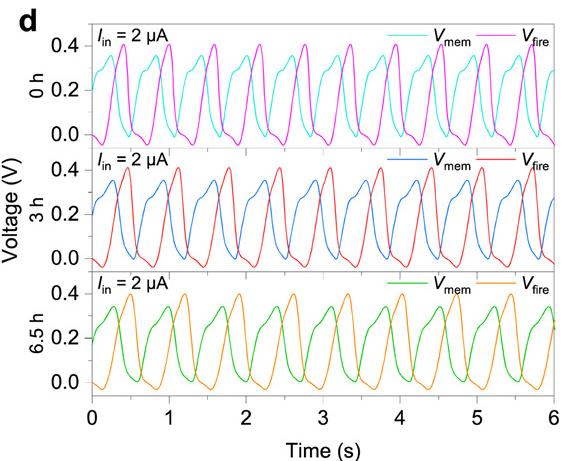 d
I_in = 2 µA V_mem V_fire
0.4
0.2
0.0
0 h
I_in = 2 µA V_mem V_fire
0.4
0.2
0.0
3 h
I_in = 2 µA V_mem V_fire
0.4
0.2
0.0
6.5 h
Voltage (V)
0 1 2 3 4 5 6
Time (s)